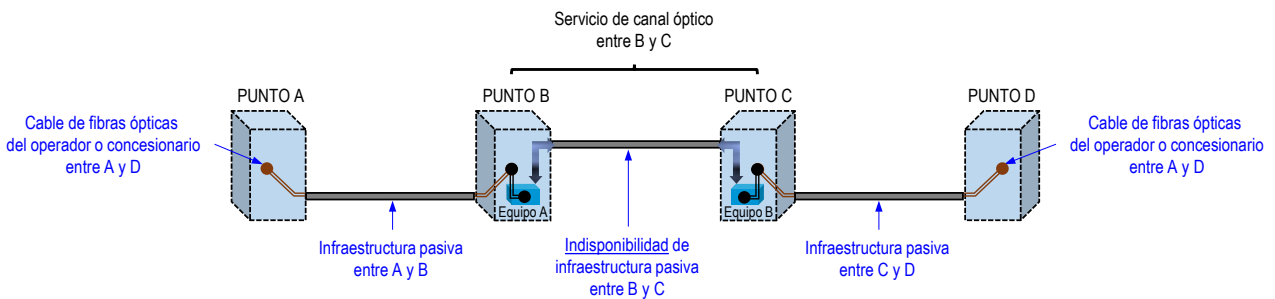 Servicio de canal óptico
entre B y C
PUNTO A
PUNTO B
PUNTO C
PUNTO D
Cable de fibras ópticas
del operador o concesionario
entre A y D
Cable de fibras ópticas
del operador o concesionario
entre A y D
Equipo A
Equipo B
Infraestructura pasiva
entre A y B
Indisponibilidad de
infraestructura pasiva
entre B y C
Infraestructura pasiva
entre C y D